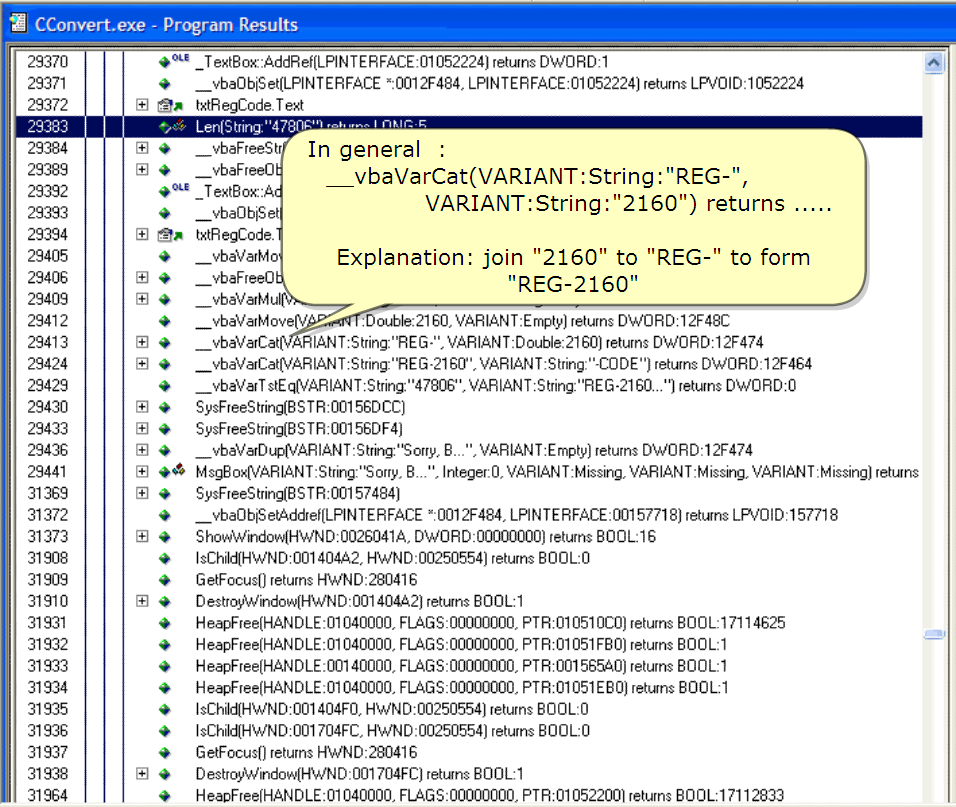 CConvert.exe - Program Results
29370 OLE _TextBox::AddRef(LPINTERFACE:01052224) returns DWORD:1
29371 __vbaObjSet(LPINTERFACE *:0012F484, LPINTERFACE:01052224) returns LPVOID:1052224
29372 txtRegCode.Text
29383 Len(String:"47806") returns LONG:5
29384 __vbaFreeStr
29389 __vbaFreeOb
29392 OLE _TextBox::Ad
29393 __vbaObjSet
29394 txtRegCode.T
29405 __vbaVarMov
29406 __vbaFreeOb
29409 __vbaVarMul(VA
In general :
__vbaVarCat(VARIANT:String:"REG-",
VARIANT:String:"2160") returns .....
Explanation: join "2160" to "REG-" to form
"REG-2160"
29412 __vbaVarMove(VARIANT:Double:2160, VARIANT:Empty) returns DWORD:12F48C
29413 __vbaVarCat(VARIANT:String:"REG-", VARIANT:Double:2160) returns DWORD:12F474
29424 __vbaVarCat(VARIANT:String:"REG-2160", VARIANT:String:"-CODE") returns DWORD:12F464
29429 __vbaVarTstEq(VARIANT:String:"47806", VARIANT:String:"REG-2160...") returns DWORD:0
29430 SysFreeString(BSTR:00156DCC)
29433 SysFreeString(BSTR:00156DF4)
29436 __vbaVarDup(VARIANT:String:"Sorry, B...", VARIANT:Empty) returns DWORD:12F474
29441 MsgBox(VARIANT:String:"Sorry, B...", Integer:0, VARIANT:Missing, VARIANT:Missing, VARIANT:Missing) returns
31369 SysFreeString(BSTR:00157484)
31372 __vbaObjSetAddref(LPINTERFACE *:0012F484, LPINTERFACE:00157718) returns LPVOID:157718
31373 ShowWindow(HWND:0026041A, DWORD:00000000) returns BOOL:16
31908 IsChild(HWND:001404A2, HWND:00250554) returns BOOL:0
31909 GetFocus() returns HWND:280416
31910 DestroyWindow(HWND:001404A2) returns BOOL:1
31931 HeapFree(HANDLE:01040000, FLAGS:00000000, PTR:010510C0) returns BOOL:17114625
31932 HeapFree(HANDLE:01040000, FLAGS:00000000, PTR:01051FB0) returns BOOL:1
31933 HeapFree(HANDLE:00140000, FLAGS:00000000, PTR:001565A0) returns BOOL:1
31934 HeapFree(HANDLE:01040000, FLAGS:00000000, PTR:01051EB0) returns BOOL:1
31935 IsChild(HWND:001404F0, HWND:00250554) returns BOOL:0
31936 IsChild(HWND:001704FC, HWND:00250554) returns BOOL:0
31937 GetFocus() returns HWND:280416
31938 DestroyWindow(HWND:001704FC) returns BOOL:1
31964 HeapFree(HANDLE:01040000, FLAGS:00000000, PTR:01052200) returns BOOL:17112833